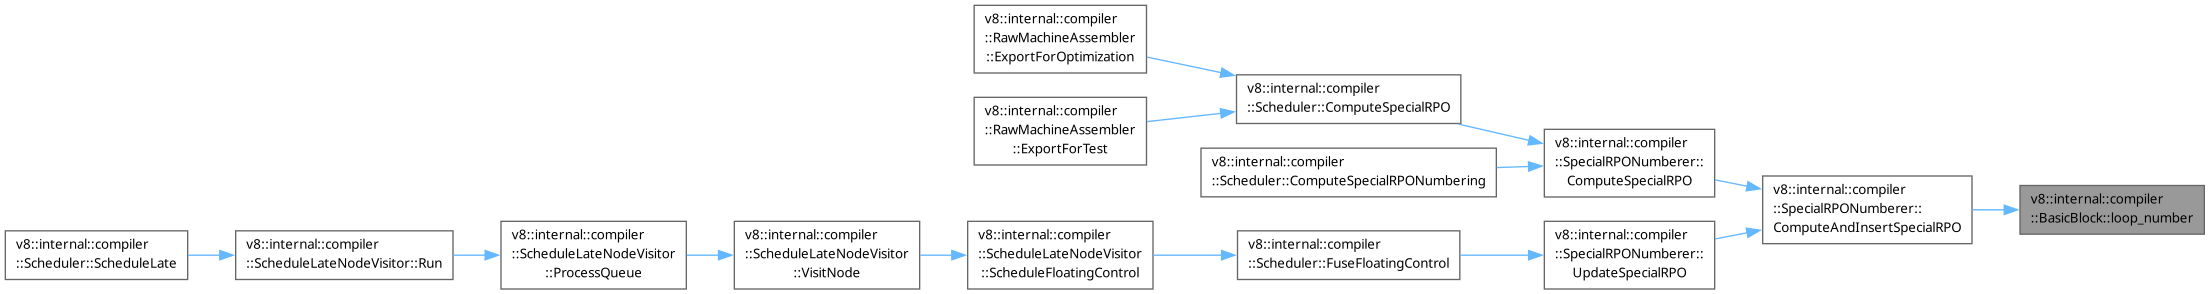 v8::internal::compiler
::RawMachineAssembler
::ExportForOptimization
v8::internal::compiler
::Scheduler::ComputeSpecialRPO
v8::internal::compiler
::RawMachineAssembler
::ExportForTest
v8::internal::compiler
::SpecialRPONumberer::
ComputeSpecialRPO
v8::internal::compiler
::Scheduler::ComputeSpecialRPONumbering
v8::internal::compiler
::SpecialRPONumberer::
ComputeAndInsertSpecialRPO
v8::internal::compiler
::BasicBlock::loop_number
v8::internal::compiler
::Scheduler::ScheduleLate
v8::internal::compiler
::ScheduleLateNodeVisitor::Run
v8::internal::compiler
::ScheduleLateNodeVisitor
::ProcessQueue
v8::internal::compiler
::ScheduleLateNodeVisitor
::VisitNode
v8::internal::compiler
::ScheduleLateNodeVisitor
::ScheduleFloatingControl
v8::internal::compiler
::Scheduler::FuseFloatingControl
v8::internal::compiler
::SpecialRPONumberer::
UpdateSpecialRPO